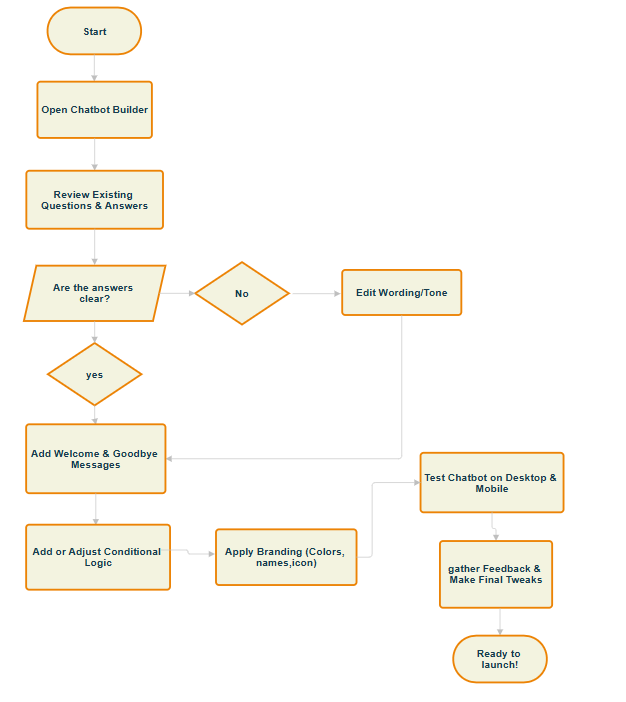 Start
Open Chatbot Builder
Review Existing
Questions & Answers
Are the answers
clear?
No
Edit Wording/Tone
yes
Add Welcome & Goodbye
Messages
Test Chatbot on Desktop &
Mobile
Add or Adjust Conditional
Logic
Apply Branding (Colors,
names,icon)
gather Feedback &
Make Final Tweaks
Ready to
launch!